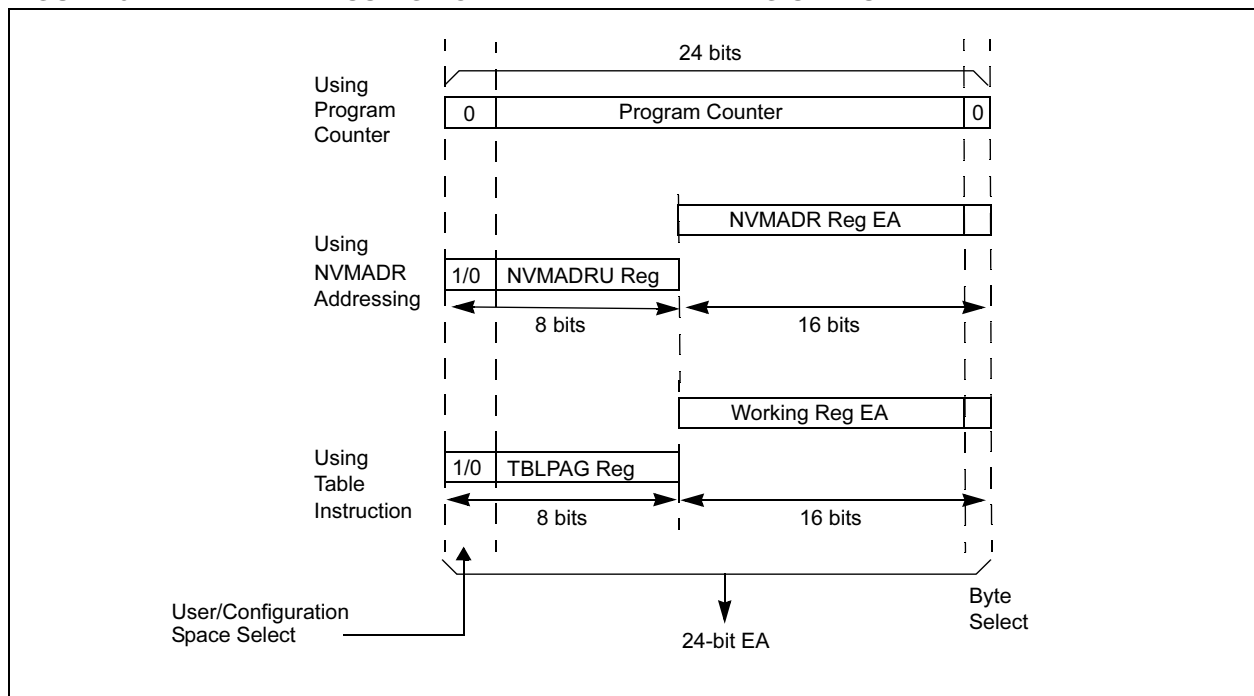 24 bits
Using
Program
Counter
0
Program Counter
0
NVMADR Reg EA
Using
NVMADR
Addressing
1/0
NVMADRU Reg
8 bits
16 bits
Working Reg EA
Using
Table
Instruction
1/0
TBLPAG Reg
8 bits
16 bits
User/Configuration
Space Select
24-bit EA
Byte
Select